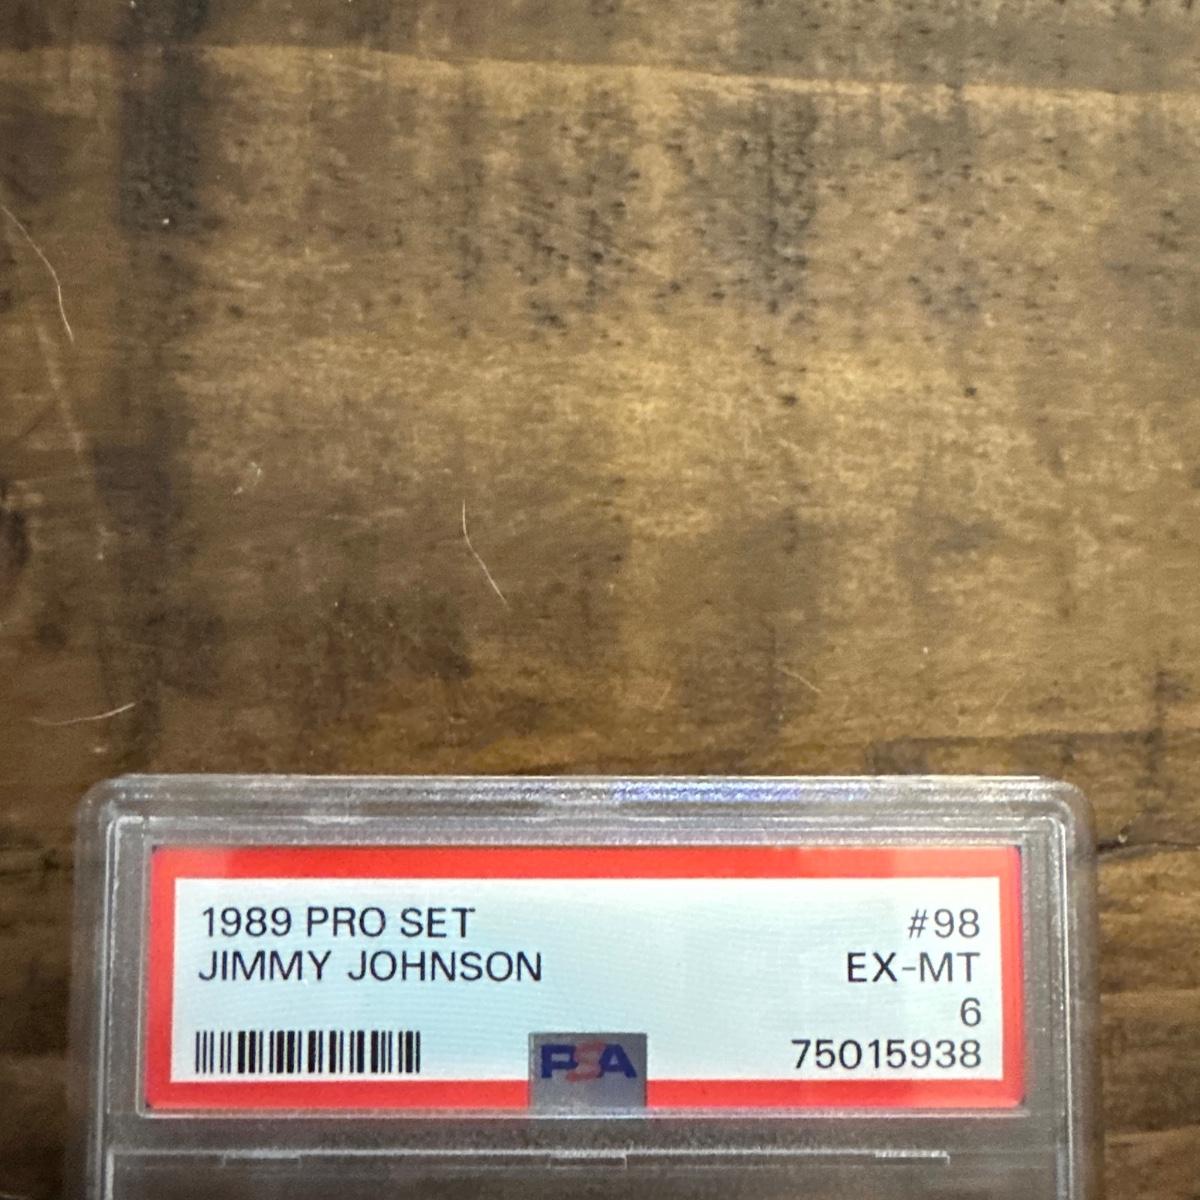 1989 PRO SET #98
JIMMY JOHNSON EX-MT
6
75015938
PSA